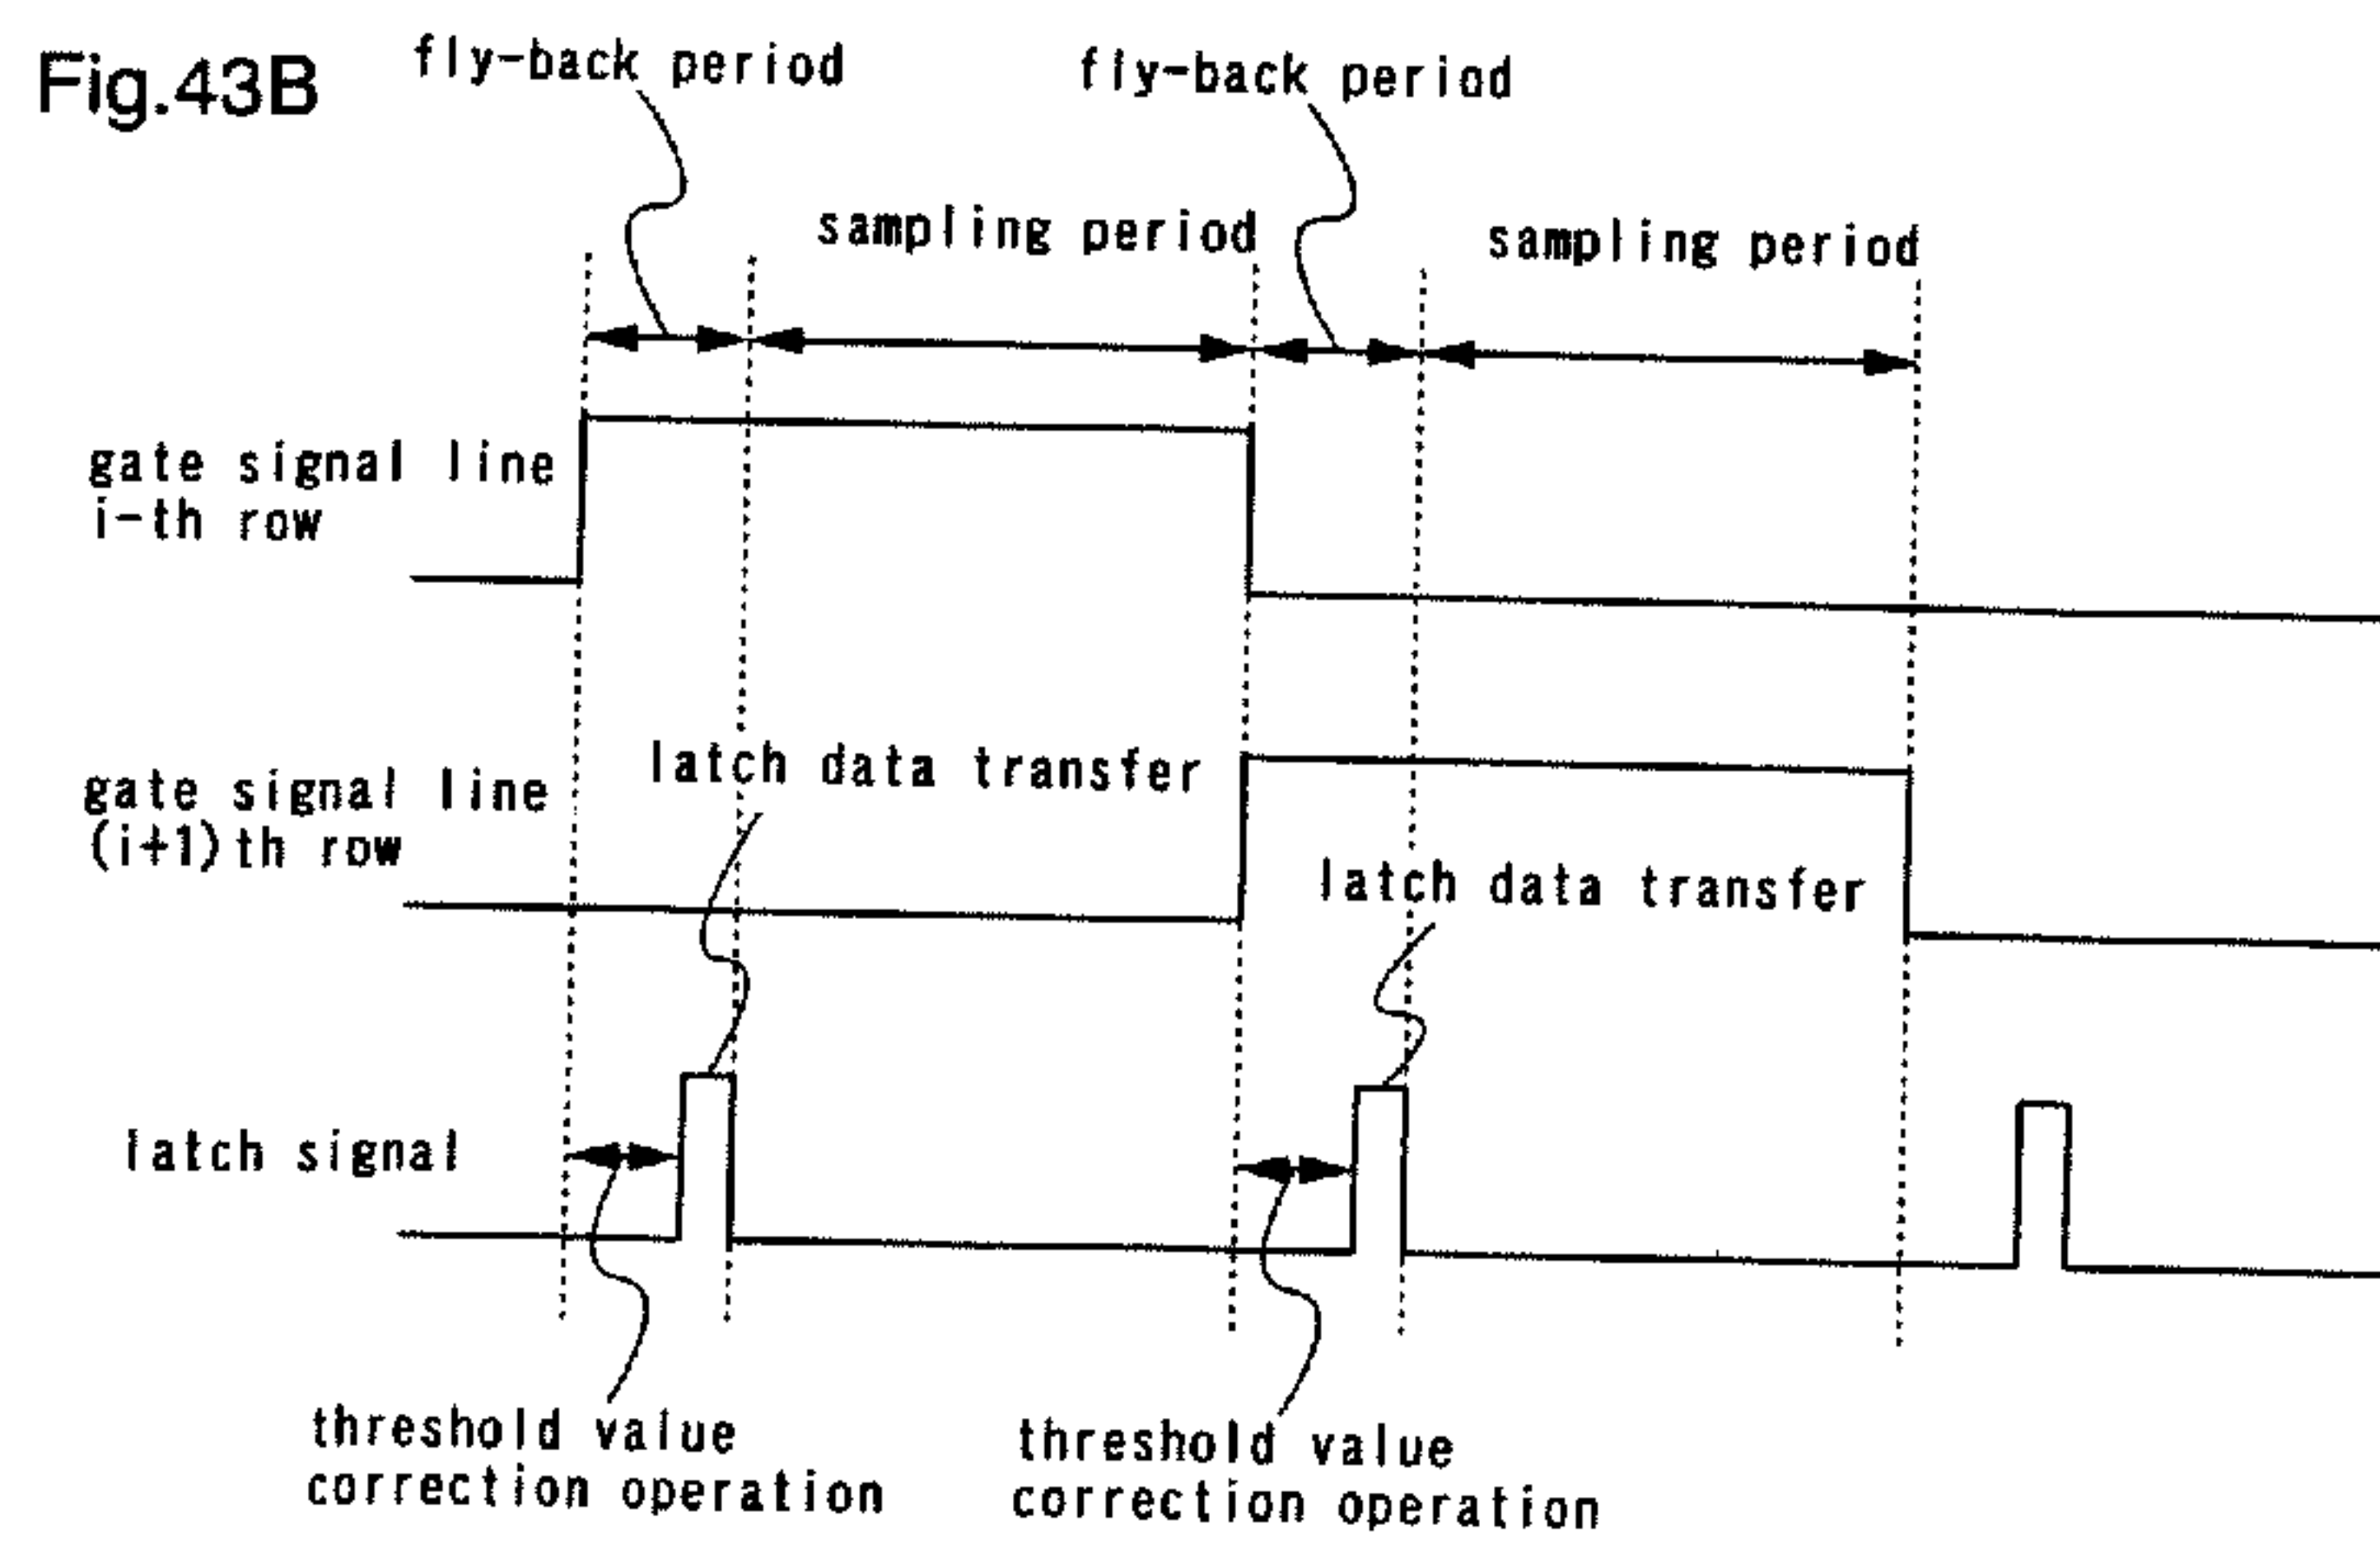 Fig.43B
fly-back period
fly-back period
sampling period
sampling period
gate signal line
i-th row
latch data transfer
gate signal line
(i+1)th row
latch data transfer
latch signal
threshold value
correction operation
threshold value
correction operation